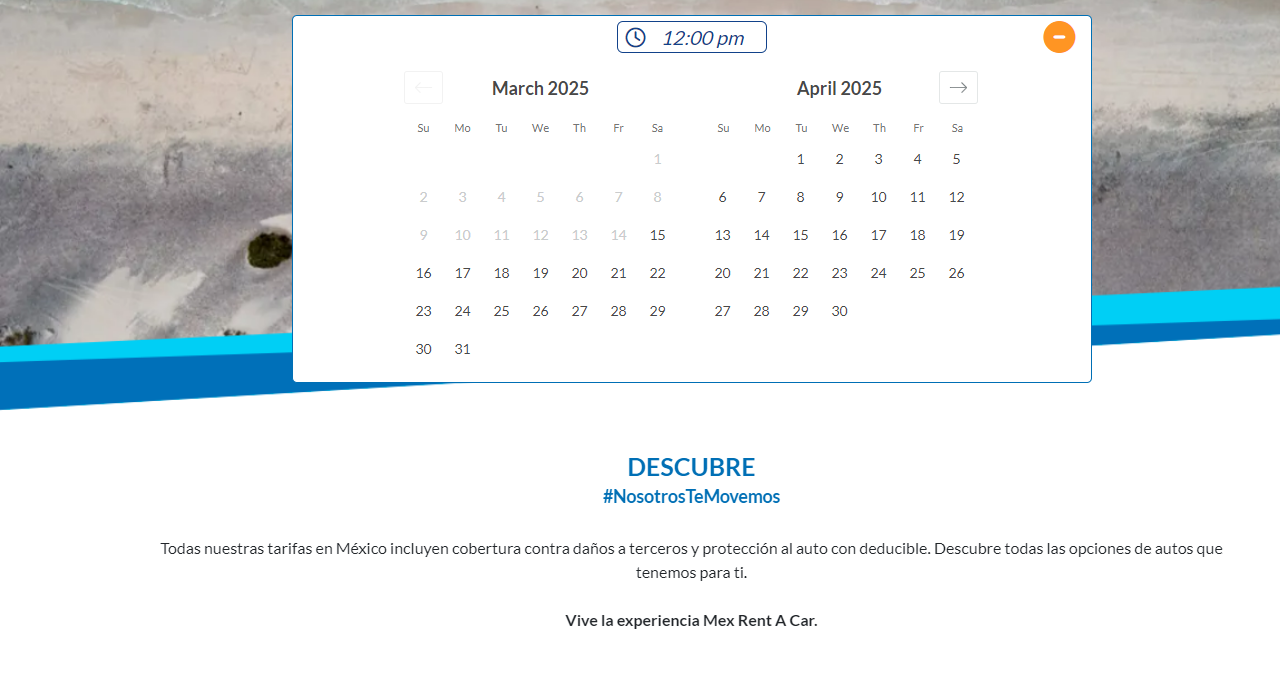 12:00 pm
March 2025 April 2025
Su Mo Tu We Th Fr Sa Su Mo Tu We Th Fr Sa
1 1 2 3 4 5
2 3 4 5 6 7 8 6 7 8 9 10 11 12
9 10 11 12 13 14 15 13 14 15 16 17 18 19
16 17 18 19 20 21 22 20 21 22 23 24 25 26
23 24 25 26 27 28 29 27 28 29 30
30 31
DESCUBRE
#NosotrosTeMovemos
Todas nuestras tarifas en México incluyen cobertura contra daños a terceros y protección al auto con deducible. Descubre todas las opciones de autos que
tenemos para ti.
Vive la experiencia Mex Rent A Car.